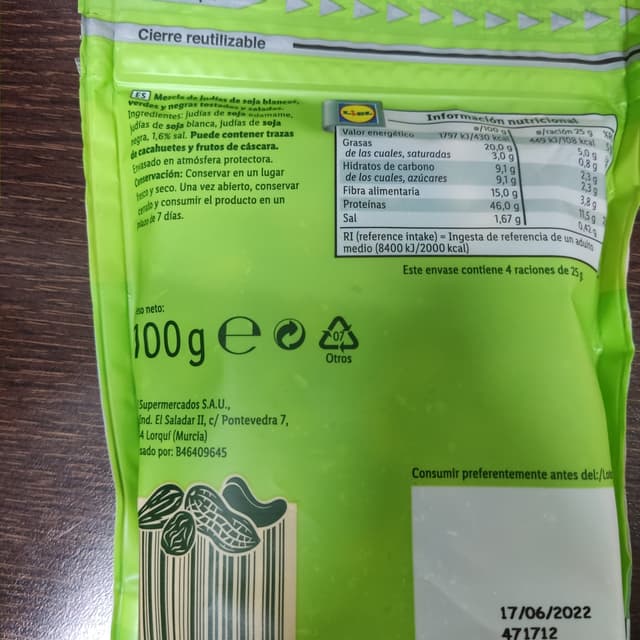 Cierre reutilizable
ES Mezcla de judías de soja blancas,
verdes y negras tostadas y saladas.
Ingredientes: judías de soja edamame,
judías de soja blanca, judías de soja
negra, 1,6% sal. Puede contener trazas
de cacahuetes y frutos de cáscara.
Envasado en atmósfera protectora.
Conservación: Conservar en un lugar
fresco y seco. Una vez abierto, conservar
cerrado y consumir el producto en un
plazo de 7 días.
LIDL
Información nutricional
ø/100 g ø/ración 25 g %RI
Valor energético 1797 kJ/430 kcal 449 kJ/108 kcal 5
Grasas 20,0 g 5,0 g
de las cuales, saturadas 3,0 g 0,8 g
Hidratos de carbono 9,1 g 2,3 g
de los cuales, azúcares 9,1 g 2,3 g
Fibra alimentaria 15,0 g 3,8 g
Proteínas 46,0 g 11,5 g
Sal 1,67 g 0,42 g
RI (reference intake) = Ingesta de referencia de un adulto
medio (8400 kJ/2000 kcal)
Este envase contiene 4 raciones de 25 g
eso neto:
100 g e
07
Otros
Supermercados S.A.U.,
Ind. El Saladar II, c/ Pontevedra 7,
4 Lorquí (Murcia)
sado por: B46409645
Consumir preferentemente antes del:/Lote
17/06/2022
471712